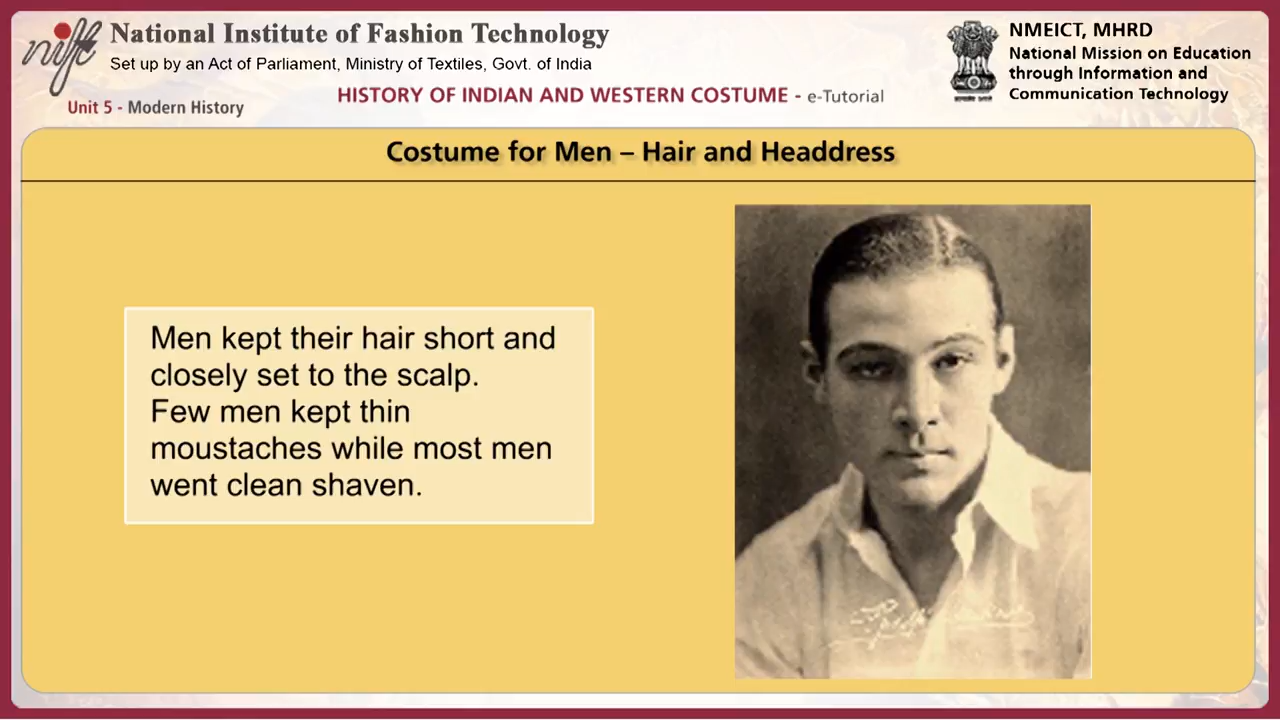 nift
National Institute of Fashion Technology
Set up by an Act of Parliament, Ministry of Textiles, Govt. of India
Unit 5 - Modern History
HISTORY OF INDIAN AND WESTERN COSTUME - e-Tutorial
NMEICT, MHRD
National Mission on Education
through Information and
Communication Technology
Costume for Men – Hair and Headdress
Men kept their hair short and
closely set to the scalp.
Few men kept thin
moustaches while most men
went clean shaven.